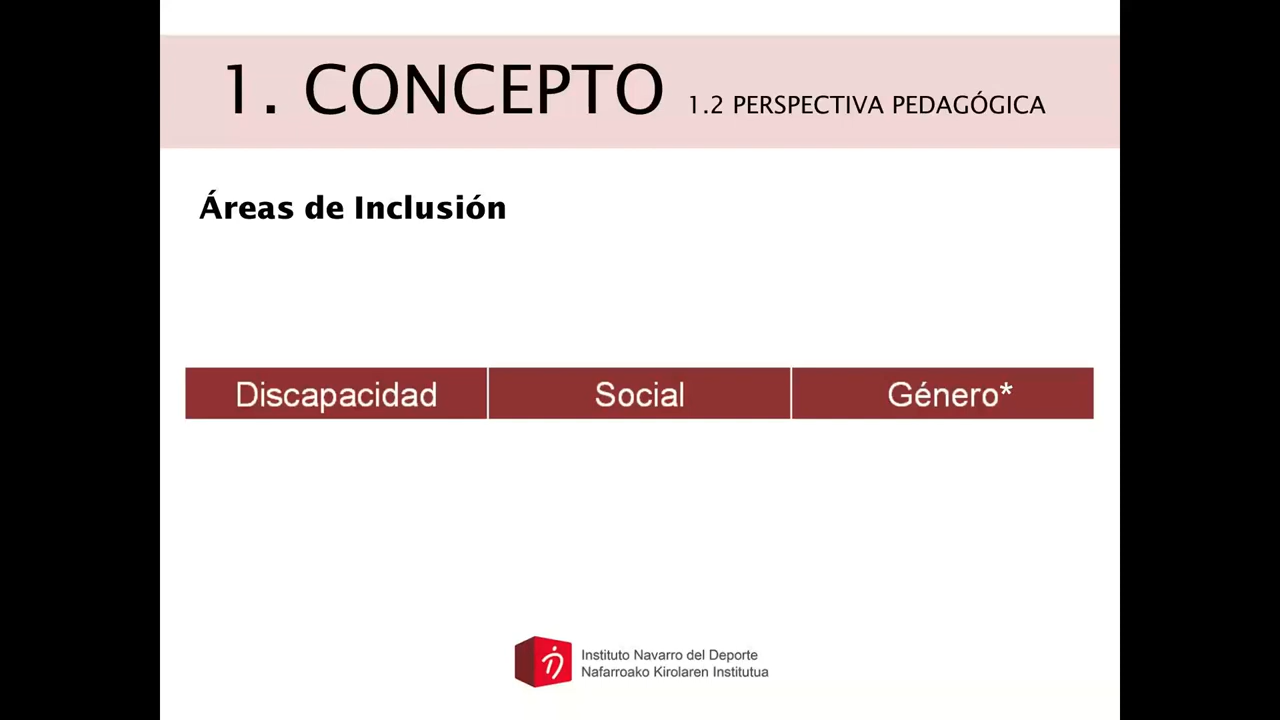 1. CONCEPTO 1.2 PERSPECTIVA PEDAGÓGICA
Áreas de Inclusión
Discapacidad Social Género*
Instituto Navarro del Deporte
Nafarroako Kirolaren Institutua